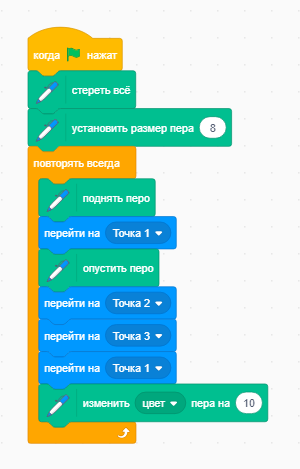 когда нажат
стереть всё
установить размер пера 8
повторять всегда
поднять перо
перейти на Точка 1
опустить перо
перейти на Точка 2
перейти на Точка 3
перейти на Точка 1
изменить цвет пера на 10